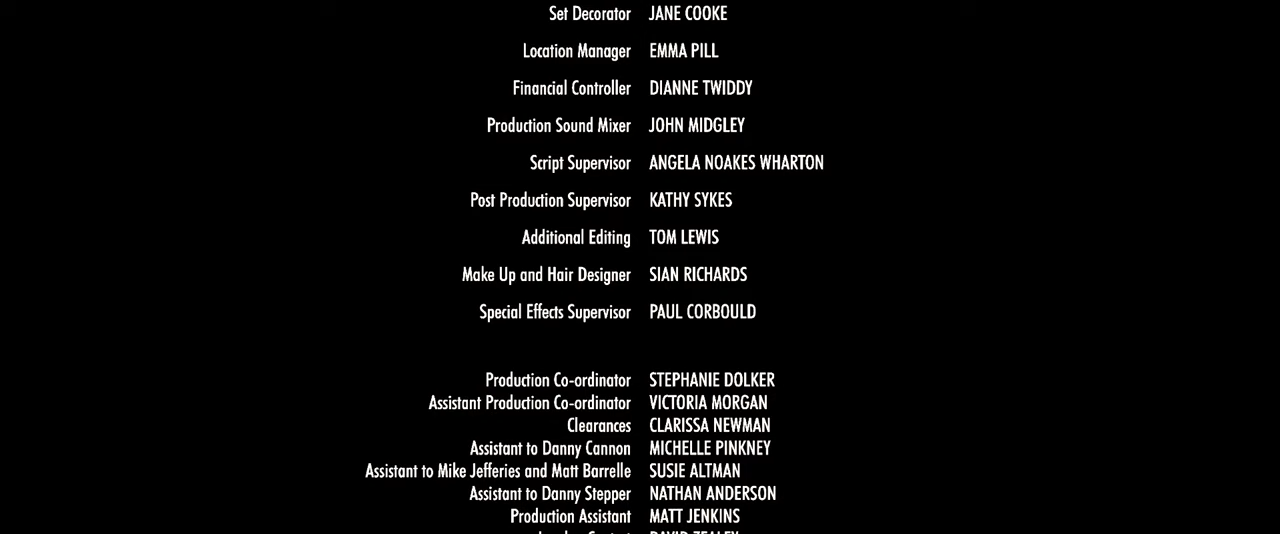 Set Decorator JANE COOKE
Location Manager EMMA PILL
Financial Controller DIANNE TWIDDY
Production Sound Mixer JOHN MIDGLEY
Script Supervisor ANGELA NOAKES WHARTON
Post Production Supervisor KATHY SYKES
Additional Editing TOM LEWIS
Make Up and Hair Designer SIAN RICHARDS
Special Effects Supervisor PAUL CORBOULD
Production Co-ordinator STEPHANIE DOLKER
Assistant Production Co-ordinator VICTORIA MORGAN
Clearances CLARISSA NEWMAN
Assistant to Danny Cannon MICHELLE PINKNEY
Assistant to Mike Jefferies and Matt Barrelle SUSIE ALTMAN
Assistant to Danny Stepper NATHAN ANDERSON
Production Assistant MATT JENKINS